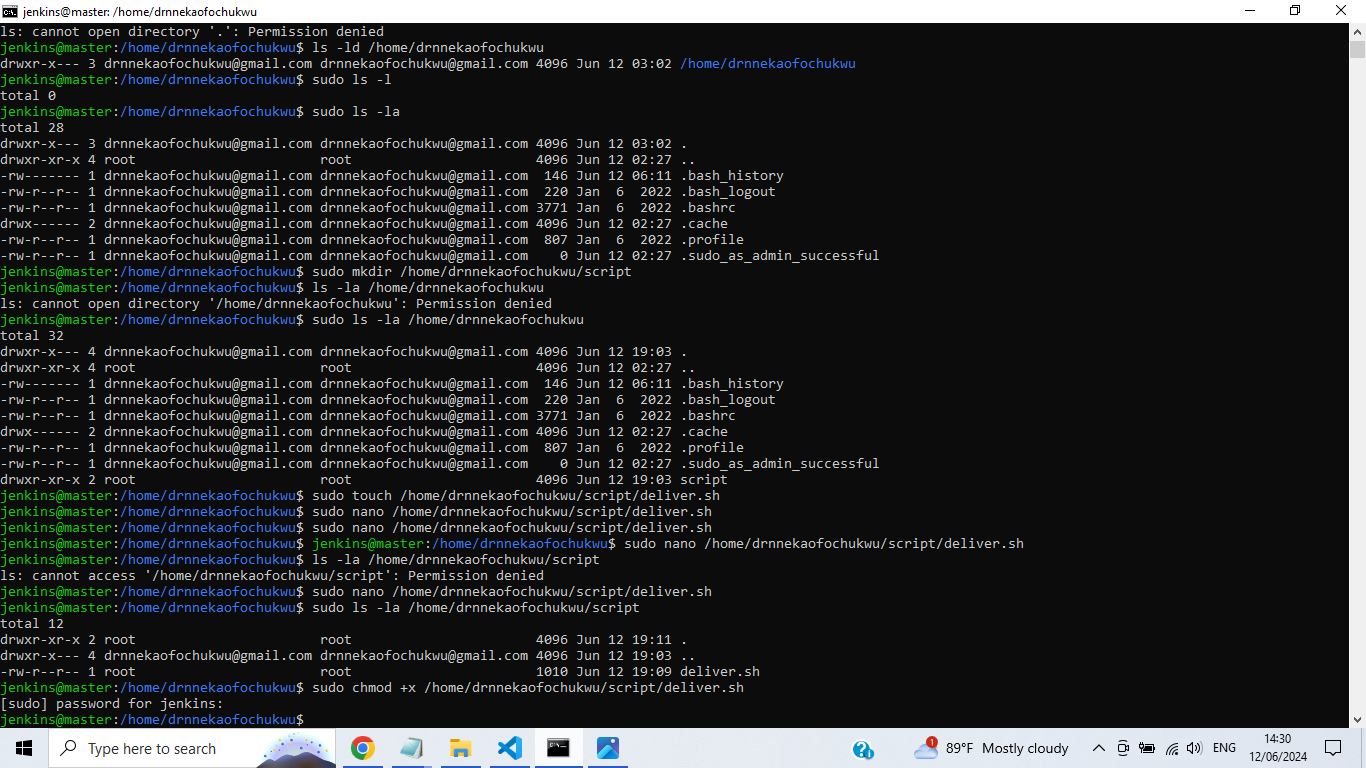 jenkins@master: /home/drnnekaofochukwu
ls: cannot open directory '.': Permission denied
jenkins@master:/home/drnnekaofochukwu$ ls -ld /home/drnnekaofochukwu
drwxr-x--- 3 drnnekaofochukwu@gmail.com drnnekaofochukwu@gmail.com 4096 Jun 12 03:02 /home/drnnekaofochukwu
jenkins@master:/home/drnnekaofochukwu$ sudo ls -l
total 0
jenkins@master:/home/drnnekaofochukwu$ sudo ls -la
total 28
drwxr-x--- 3 drnnekaofochukwu@gmail.com drnnekaofochukwu@gmail.com 4096 Jun 12 03:02 .
drwxr-xr-x 4 root                       root                       4096 Jun 12 02:27 ..
-rw------- 1 drnnekaofochukwu@gmail.com drnnekaofochukwu@gmail.com  146 Jun 12 06:11 .bash_history
-rw-r--r-- 1 drnnekaofochukwu@gmail.com drnnekaofochukwu@gmail.com  220 Jan  6  2022 .bash_logout
-rw-r--r-- 1 drnnekaofochukwu@gmail.com drnnekaofochukwu@gmail.com 3771 Jan  6  2022 .bashrc
drwx------ 2 drnnekaofochukwu@gmail.com drnnekaofochukwu@gmail.com 4096 Jun 12 02:27 .cache
-rw-r--r-- 1 drnnekaofochukwu@gmail.com drnnekaofochukwu@gmail.com  807 Jan  6  2022 .profile
-rw-r--r-- 1 drnnekaofochukwu@gmail.com drnnekaofochukwu@gmail.com    0 Jun 12 02:27 .sudo_as_admin_successful
jenkins@master:/home/drnnekaofochukwu$ sudo mkdir /home/drnnekaofochukwu/script
jenkins@master:/home/drnnekaofochukwu$ ls -la /home/drnnekaofochukwu
ls: cannot open directory '/home/drnnekaofochukwu': Permission denied
jenkins@master:/home/drnnekaofochukwu$ sudo ls -la /home/drnnekaofochukwu
total 32
drwxr-x--- 4 drnnekaofochukwu@gmail.com drnnekaofochukwu@gmail.com 4096 Jun 12 19:03 .
drwxr-xr-x 4 root                       root                       4096 Jun 12 02:27 ..
-rw------- 1 drnnekaofochukwu@gmail.com drnnekaofochukwu@gmail.com  146 Jun 12 06:11 .bash_history
-rw-r--r-- 1 drnnekaofochukwu@gmail.com drnnekaofochukwu@gmail.com  220 Jan  6  2022 .bash_logout
-rw-r--r-- 1 drnnekaofochukwu@gmail.com drnnekaofochukwu@gmail.com 3771 Jan  6  2022 .bashrc
drwx------ 2 drnnekaofochukwu@gmail.com drnnekaofochukwu@gmail.com 4096 Jun 12 02:27 .cache
-rw-r--r-- 1 drnnekaofochukwu@gmail.com drnnekaofochukwu@gmail.com  807 Jan  6  2022 .profile
-rw-r--r-- 1 drnnekaofochukwu@gmail.com drnnekaofochukwu@gmail.com    0 Jun 12 02:27 .sudo_as_admin_successful
drwxr-xr-x 2 root                       root                       4096 Jun 12 19:03 script
jenkins@master:/home/drnnekaofochukwu$ sudo touch /home/drnnekaofochukwu/script/deliver.sh
jenkins@master:/home/drnnekaofochukwu$ sudo nano /home/drnnekaofochukwu/script/deliver.sh
jenkins@master:/home/drnnekaofochukwu$ sudo nano /home/drnnekaofochukwu/script/deliver.sh
jenkins@master:/home/drnnekaofochukwu$ jenkins@master:/home/drnnekaofochukwu$ sudo nano /home/drnnekaofochukwu/script/deliver.sh
jenkins@master:/home/drnnekaofochukwu$ ls -la /home/drnnekaofochukwu/script
ls: cannot access '/home/drnnekaofochukwu/script': Permission denied
jenkins@master:/home/drnnekaofochukwu$ sudo nano /home/drnnekaofochukwu/script/deliver.sh
jenkins@master:/home/drnnekaofochukwu$ sudo ls -la /home/drnnekaofochukwu/script
total 12
drwxr-xr-x 2 root                       root                       4096 Jun 12 19:11 .
drwxr-x--- 4 drnnekaofochukwu@gmail.com drnnekaofochukwu@gmail.com 4096 Jun 12 19:03 ..
-rw-r--r-- 1 root                       root                       1010 Jun 12 19:09 deliver.sh
jenkins@master:/home/drnnekaofochukwu$ sudo chmod +x /home/drnnekaofochukwu/script/deliver.sh
[sudo] password for jenkins:
jenkins@master:/home/drnnekaofochukwu$
Type here to search
1
89°F Mostly cloudy
ENG
14:30
12/06/2024